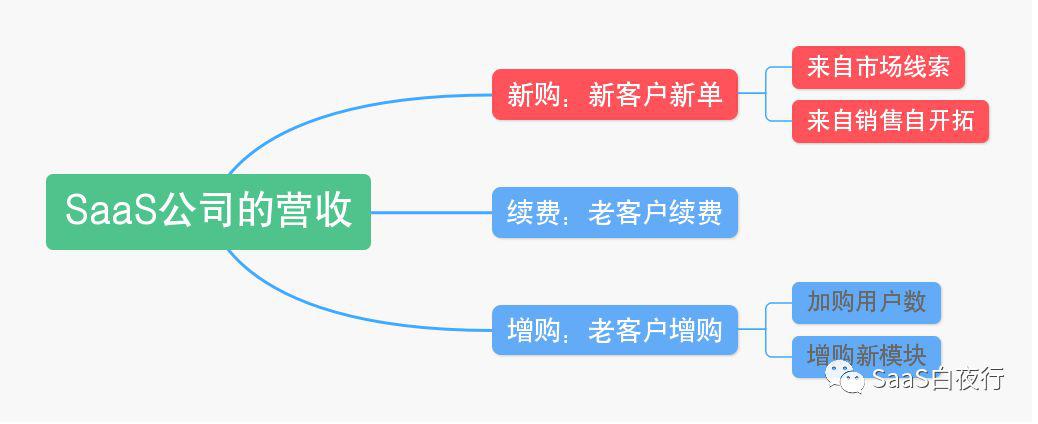 SaaS公司的营收
新购：新客户新单
来自市场线索
来自销售自开拓
续费：老客户续费
增购：老客户增购
加购用户数
增购新模块
SaaS白夜行